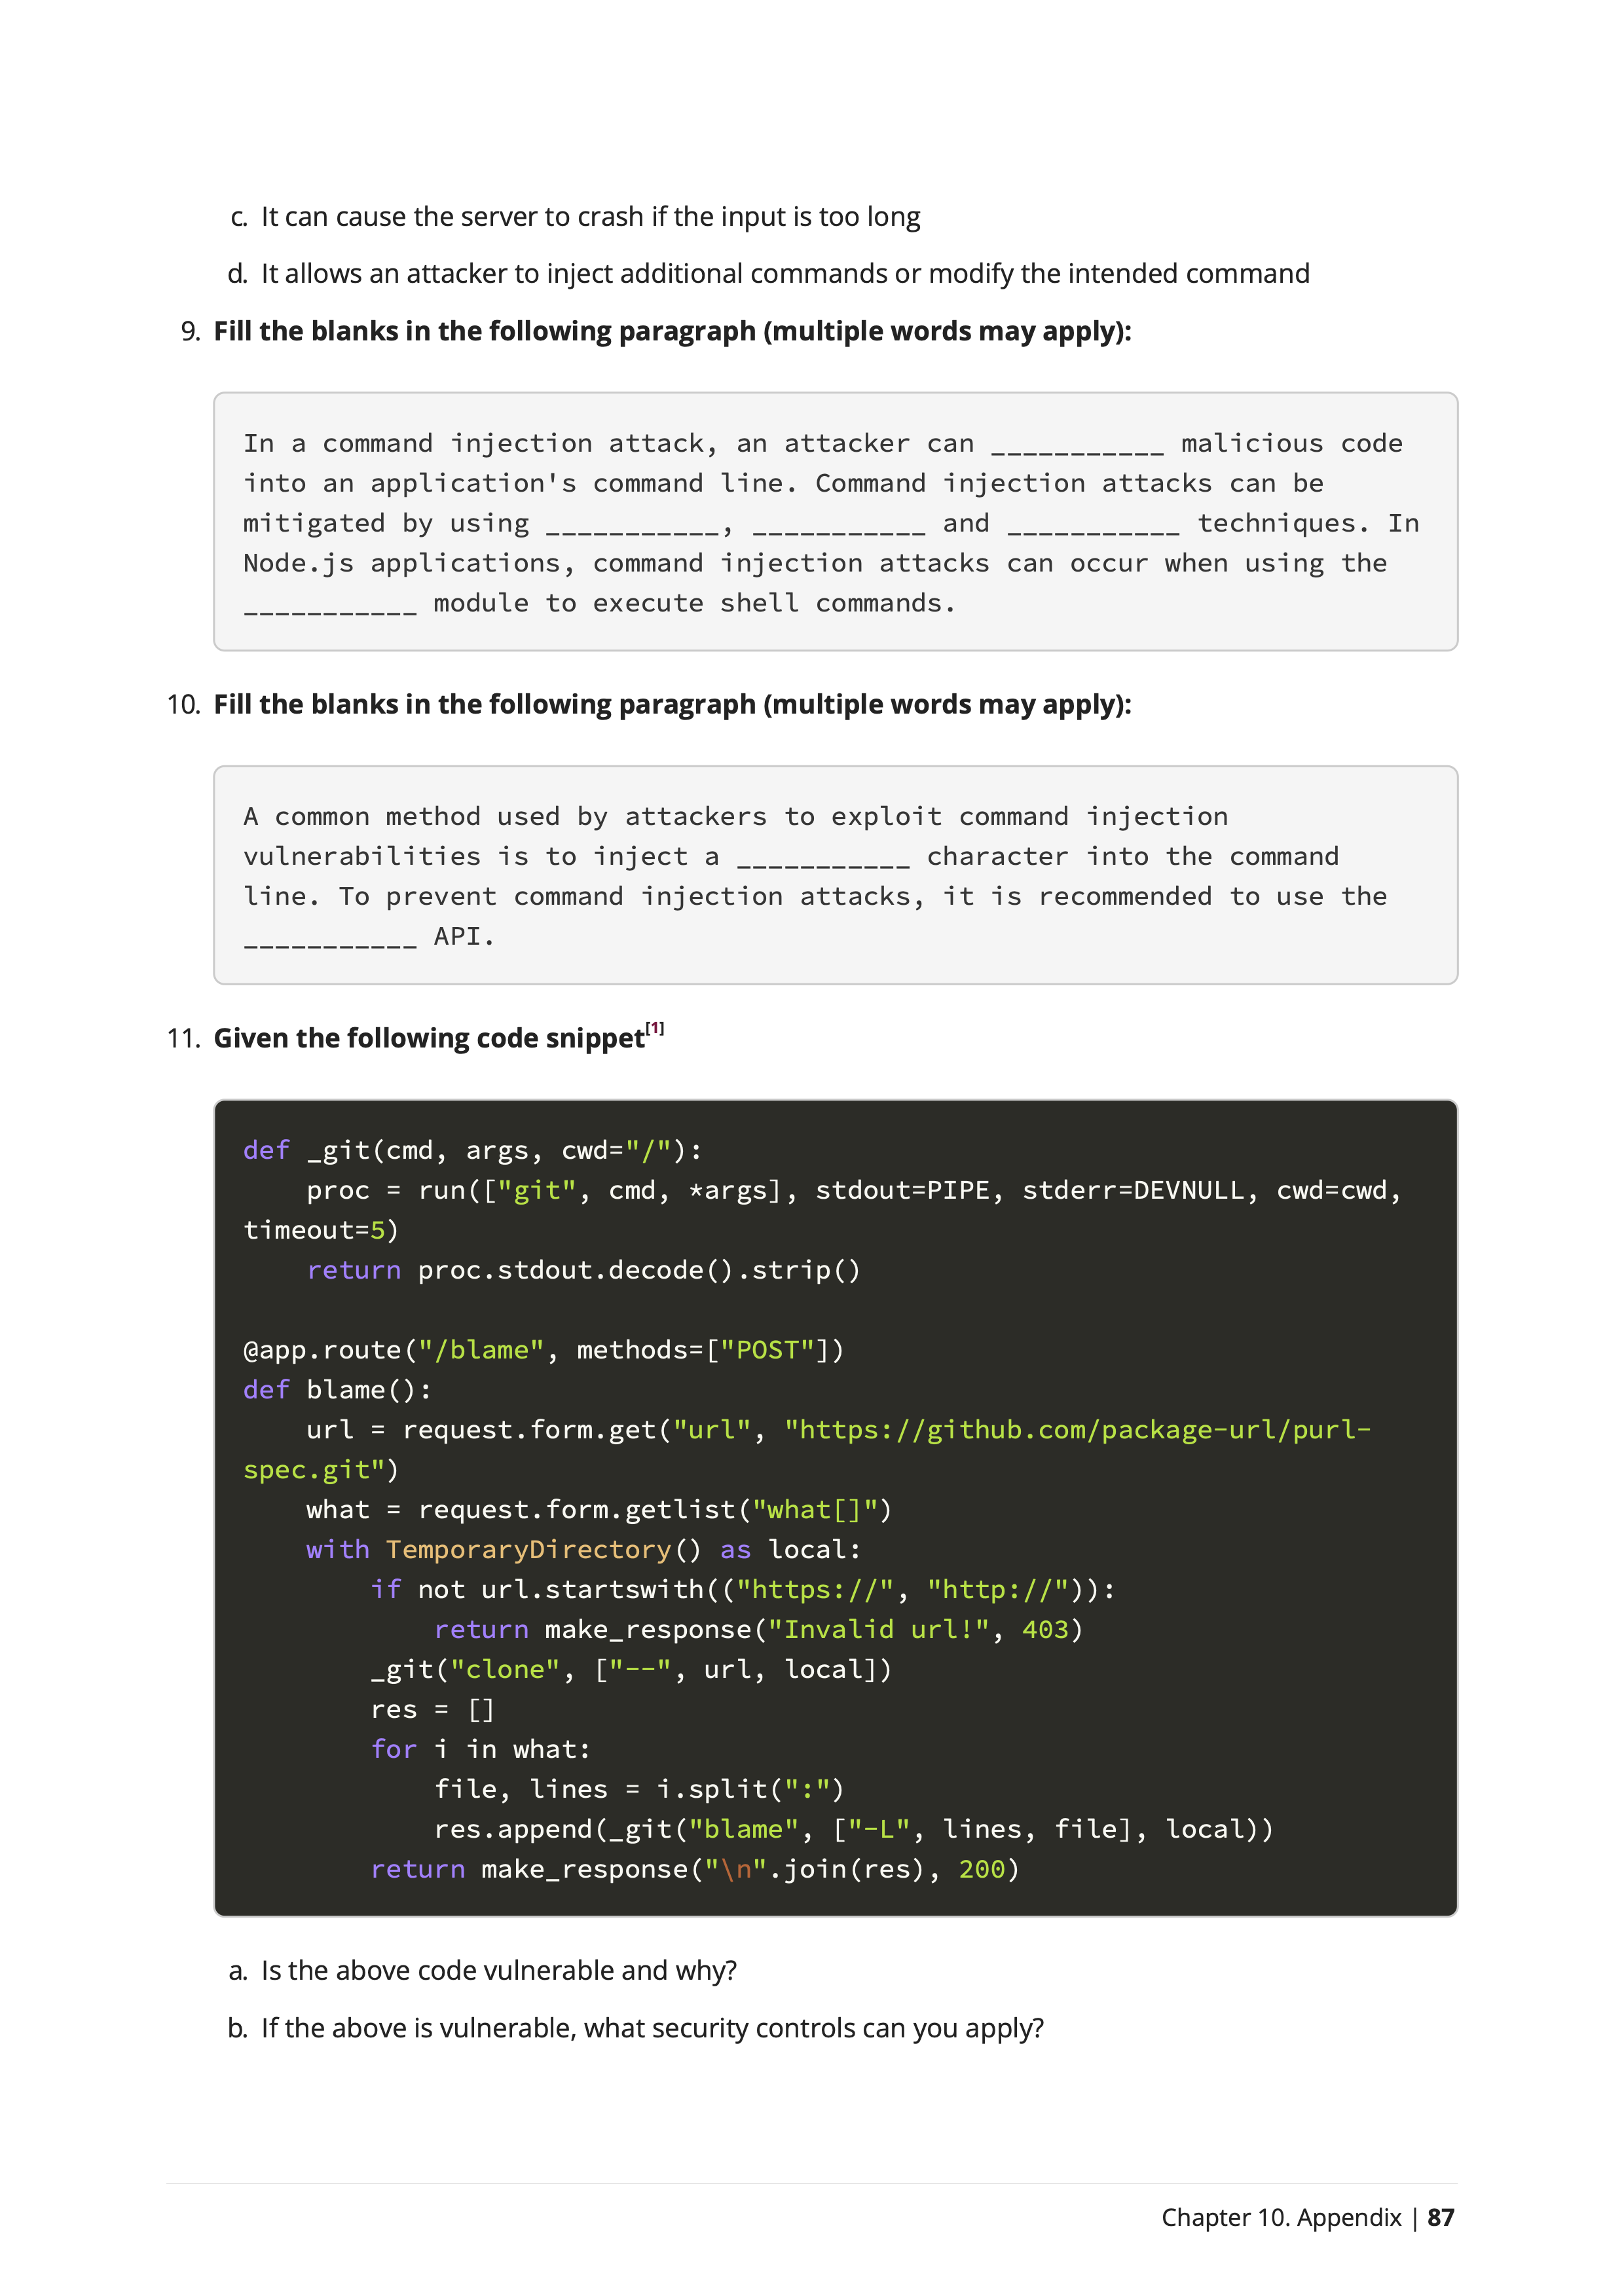 c. It can cause the server to crash if the input is too long
d. It allows an attacker to inject additional commands or modify the intended command
9. Fill the blanks in the following paragraph (multiple words may apply):
In a command injection attack, an attacker can ___________ malicious code
into an application's command line. Command injection attacks can be
mitigated by using ___________, ___________ and ___________ techniques. In
Node.js applications, command injection attacks can occur when using the
___________ module to execute shell commands.
10. Fill the blanks in the following paragraph (multiple words may apply):
A common method used by attackers to exploit command injection
vulnerabilities is to inject a ___________ character into the command
line. To prevent command injection attacks, it is recommended to use the
___________ API.
11. Given the following code snippet[1]
def _git(cmd, args, cwd="/"):
    proc = run(["git", cmd, *args], stdout=PIPE, stderr=DEVNULL, cwd=cwd,
timeout=5)
    return proc.stdout.decode().strip()

@app.route("/blame", methods=["POST"])
def blame():
    url = request.form.get("url", "https://github.com/package-url/purl-
spec.git")
    what = request.form.getlist("what[]")
    with TemporaryDirectory() as local:
        if not url.startswith(("https://", "http://")):
            return make_response("Invalid url!", 403)
        _git("clone", ["--", url, local])
        res = []
        for i in what:
            file, lines = i.split(":")
            res.append(_git("blame", ["-L", lines, file], local))
        return make_response("\n".join(res), 200)
a. Is the above code vulnerable and why?
b. If the above is vulnerable, what security controls can you apply?
Chapter 10. Appendix | 87